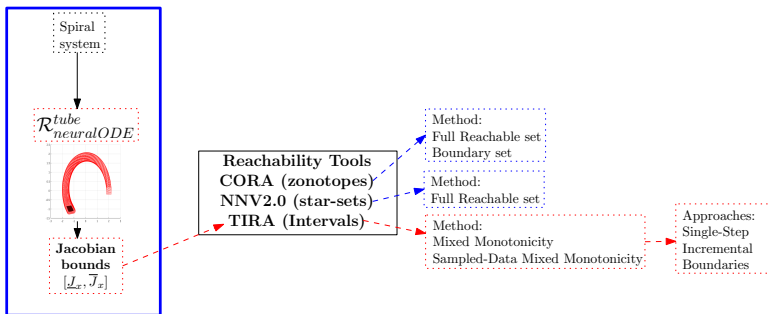 Spiral
system
R^{tube}_{neuralODE}
Jacobian
bounds
[J̲_x, J̅_x]
Reachability Tools
CORA (zonotopes)
NNV2.0 (star-sets)
TIRA (Intervals)
Method:
Full Reachable set
Boundary set
Method:
Full Reachable set
Method:
Mixed Monotonicity
Sampled-Data Mixed Monotonicity
Approaches:
Single-Step
Incremental
Boundaries